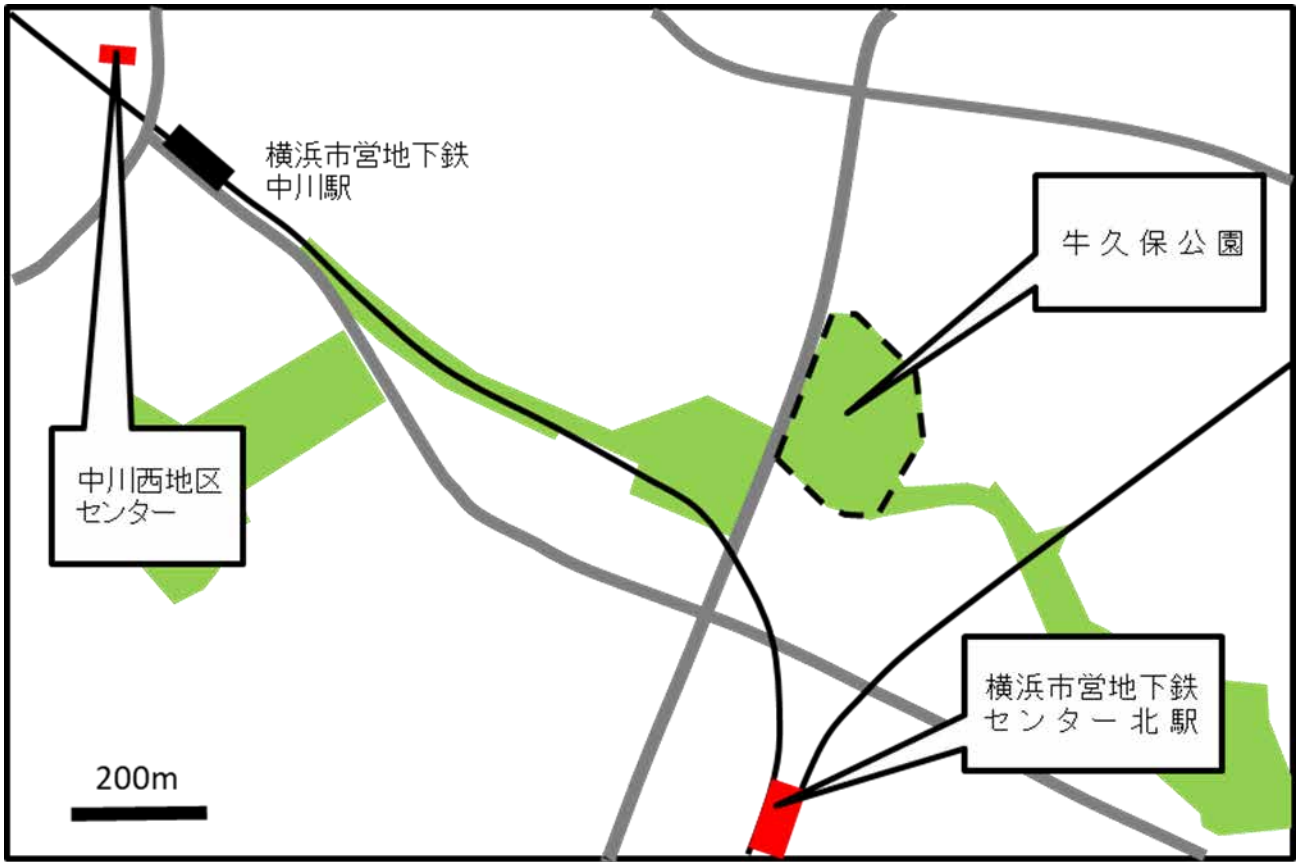 横浜市営地下鉄
中川駅
牛久保公園
中川西地区
センター
横浜市営地下鉄
センター北駅
200m